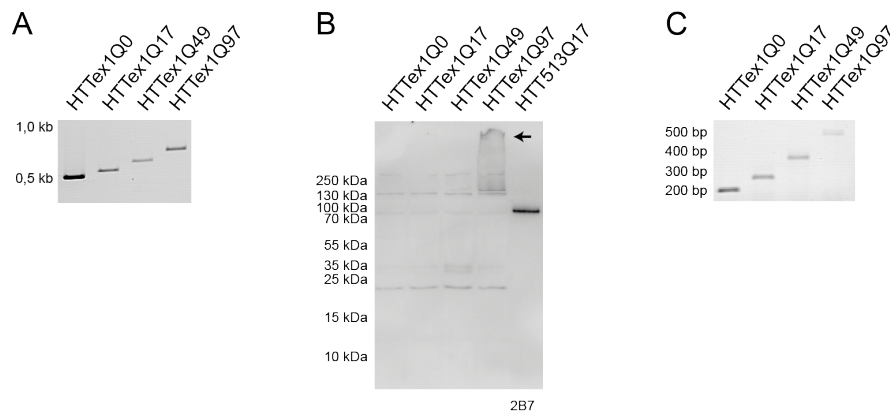 A
HTTex1Q0
HTTex1Q17
HTTex1Q49
HTTex1Q97
1,0 kb
0,5 kb
B
HTTex1Q0
HTTex1Q17
HTTex1Q49
HTTex1Q97
HTT513Q17
250 kDa
130 kDa
100 kDa
70 kDa
55 kDa
35 kDa
25 kDa
15 kDa
10 kDa
2B7
C
HTTex1Q0
HTTex1Q17
HTTex1Q49
HTTex1Q97
500 bp
400 bp
300 bp
200 bp